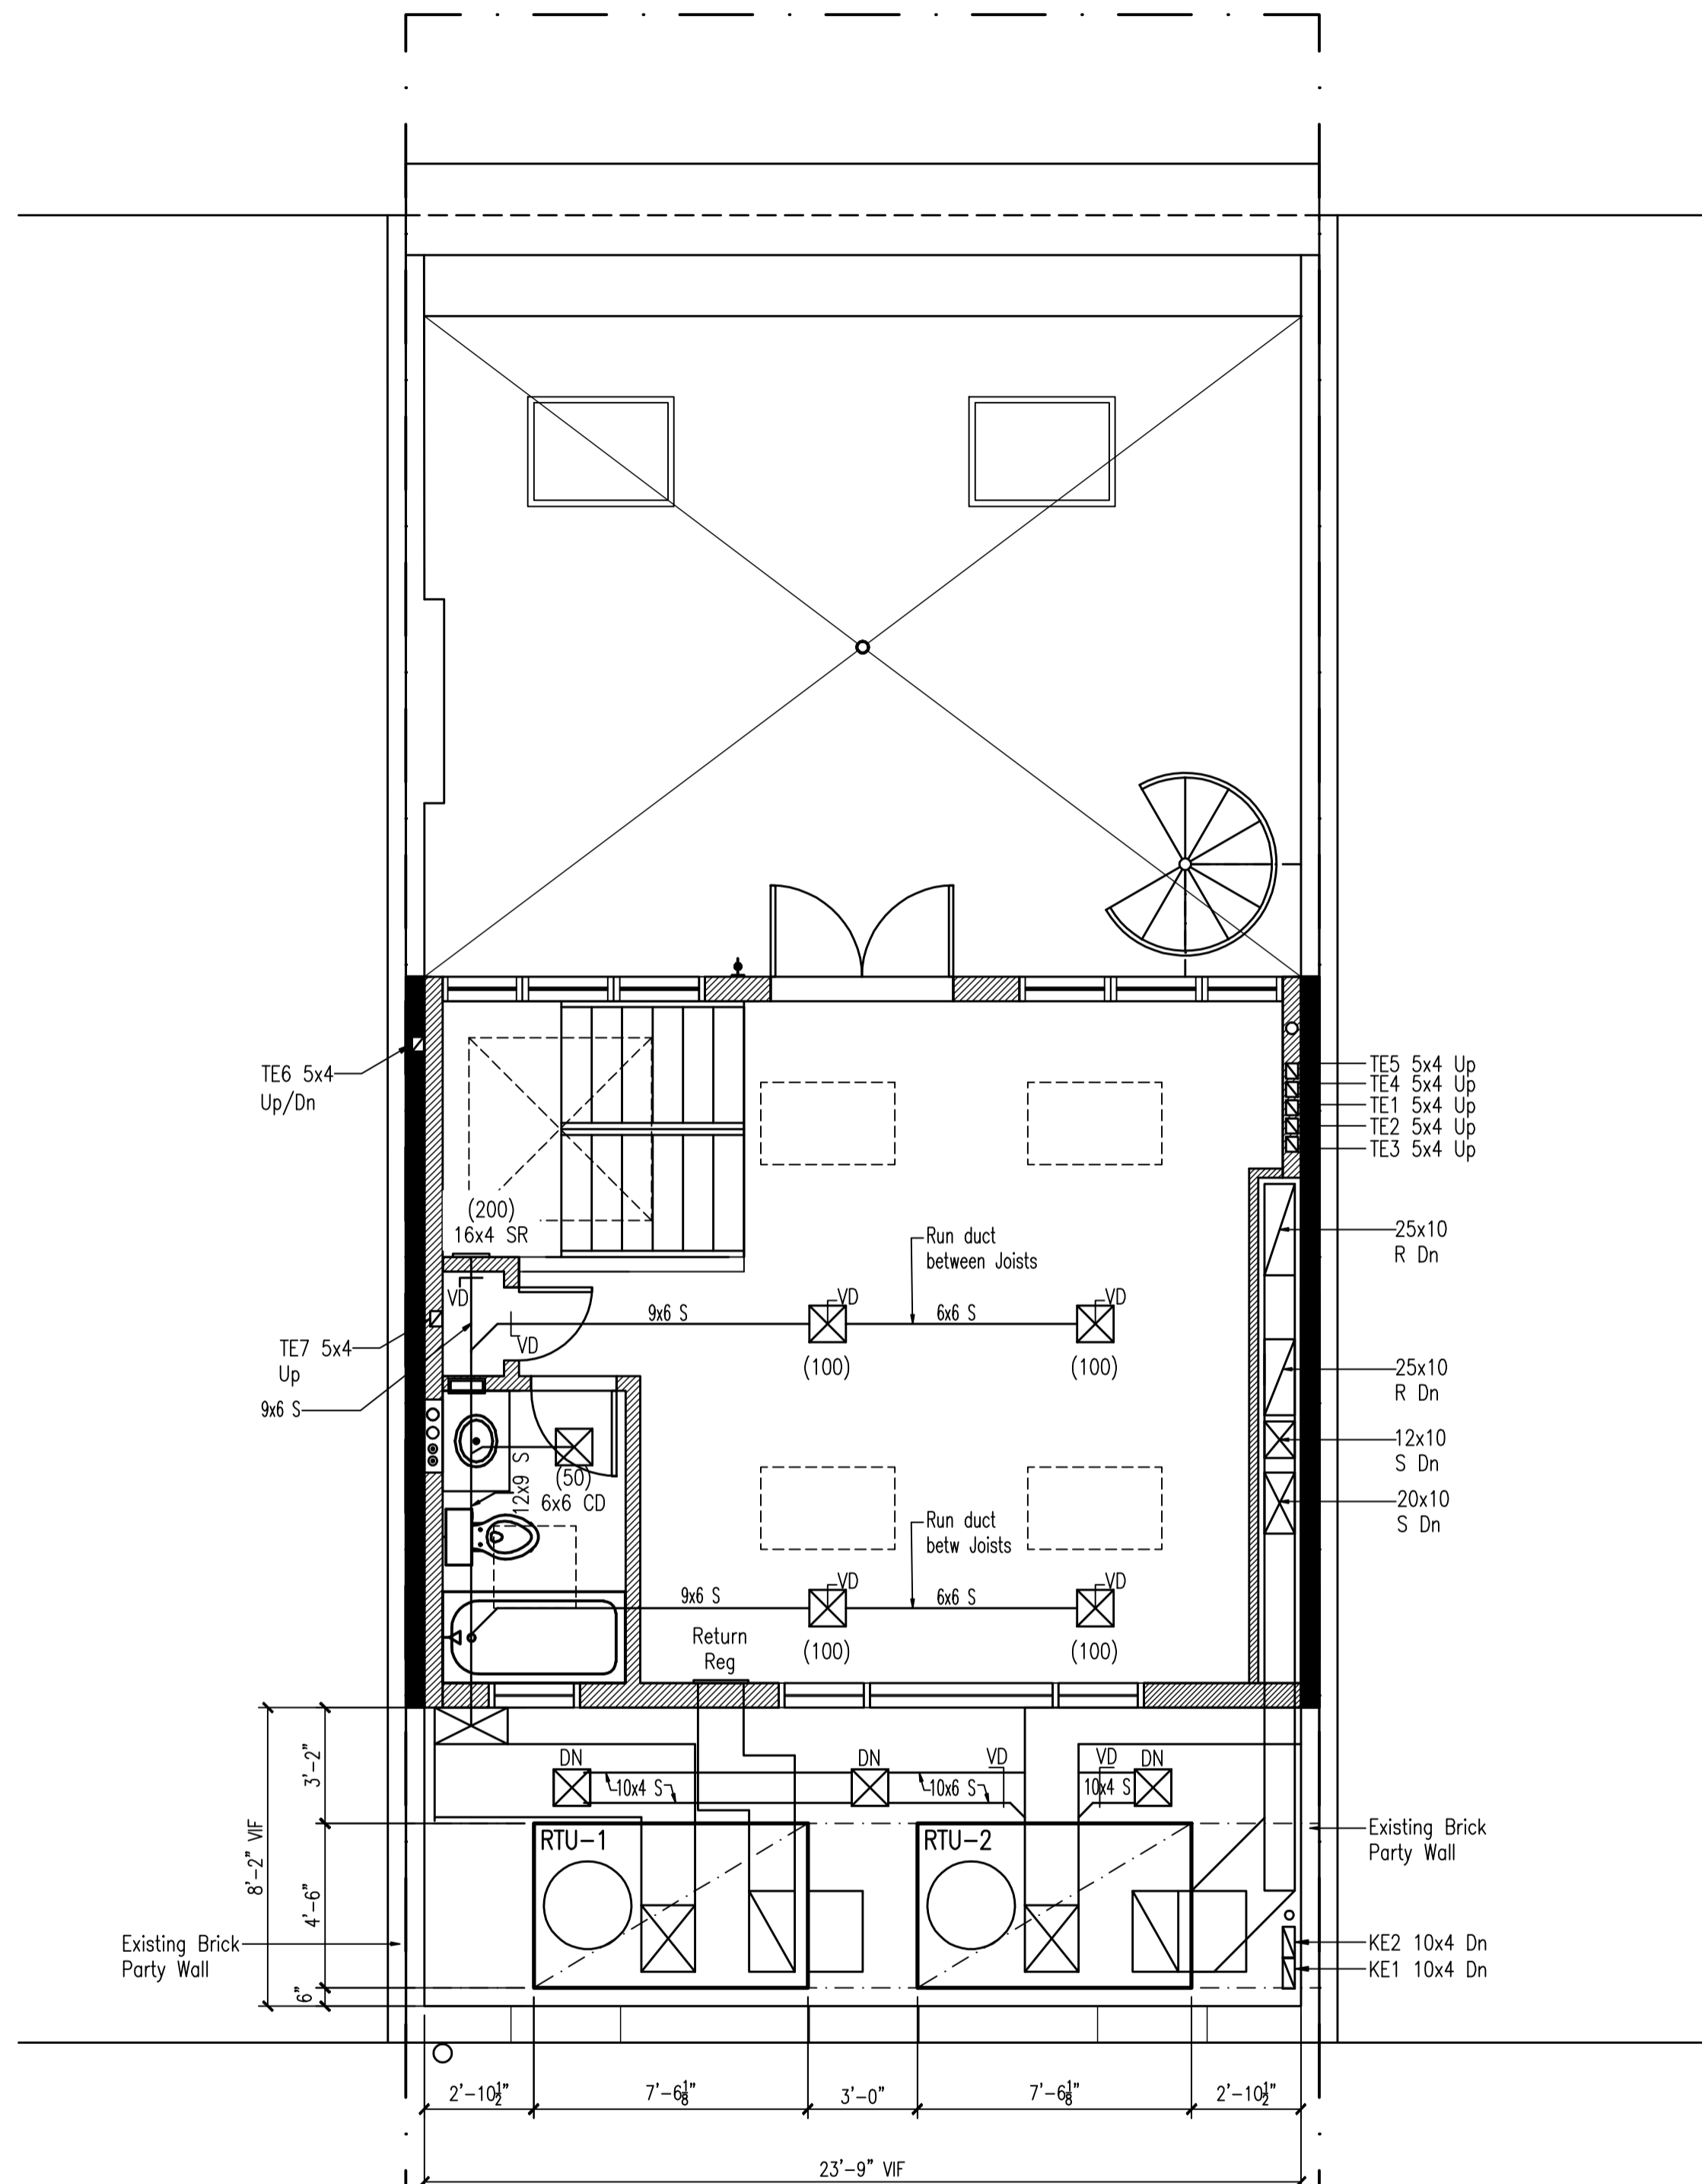 TE6 5x4
Up/Dn
TE5 5x4 Up
TE4 5x4 Up
TE1 5x4 Up
TE2 5x4 Up
TE3 5x4 Up
(200)
16x4 SR
25x10
R Dn
Run duct
between Joists
VD
VD
9x6 S
VD
6x6 S
VD
(100)
(100)
TE7 5x4
Up
9x6 S
25x10
R Dn
12x10
S Dn
20x10
S Dn
12x9 S
(50)
6x6 CD
Run duct
betw Joists
9x6 S
VD
6x6 S
VD
(100)
(100)
Return
Reg
DN
DN
VD
VD
DN
10x4 S
10x6 S
10x4 S
3'-2"
8'-2" VIF
4'-6"
6"
RTU-1
RTU-2
Existing Brick
Party Wall
Existing Brick
Party Wall
KE2 10x4 Dn
KE1 10x4 Dn
2'-10½"
7'-6⅛"
3'-0"
7'-6⅛"
2'-10½"
23'-9" VIF